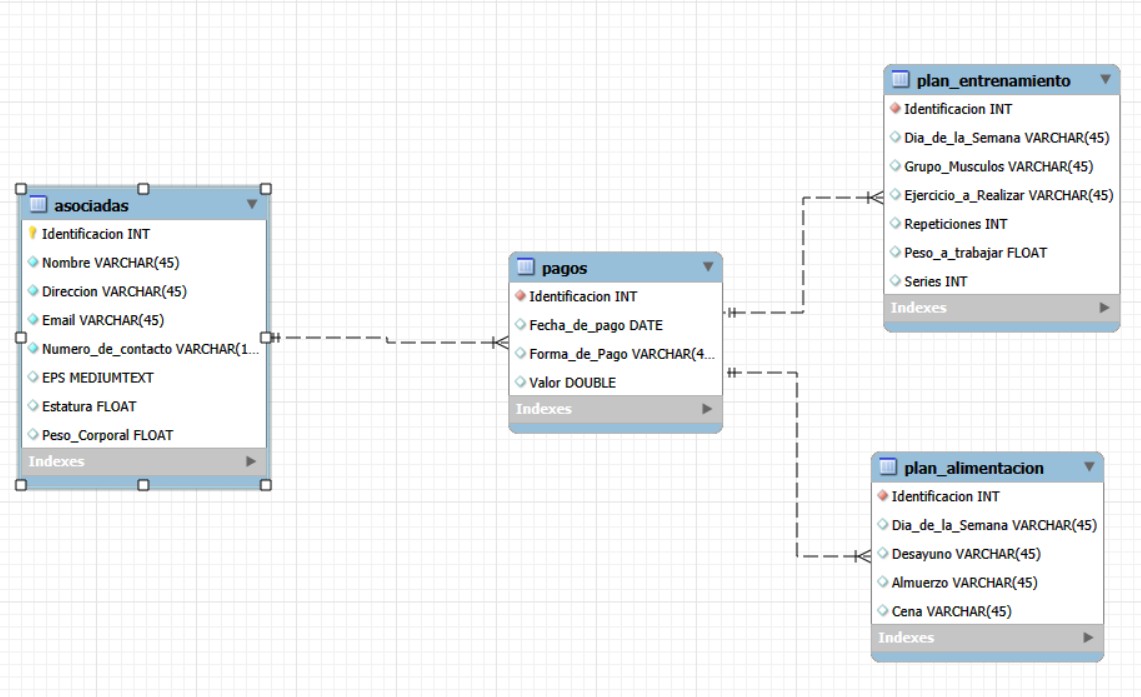 asociadas
Identificacion INT
Nombre VARCHAR(45)
Direccion VARCHAR(45)
Email VARCHAR(45)
Numero_de_contacto VARCHAR(1...
EPS MEDIUMTEXT
Estatura FLOAT
Peso_Corporal FLOAT
Indexes
pagos
Identificacion INT
Fecha_de_pago DATE
Forma_de_Pago VARCHAR(4...
Valor DOUBLE
Indexes
plan_entrenamiento
Identificacion INT
Dia_de_la_Semana VARCHAR(45)
Grupo_Musculos VARCHAR(45)
Ejercicio_a_Realizar VARCHAR(45)
Repeticiones INT
Peso_a_trabajar FLOAT
Series INT
Indexes
plan_alimentacion
Identificacion INT
Dia_de_la_Semana VARCHAR(45)
Desayuno VARCHAR(45)
Almuerzo VARCHAR(45)
Cena VARCHAR(45)
Indexes